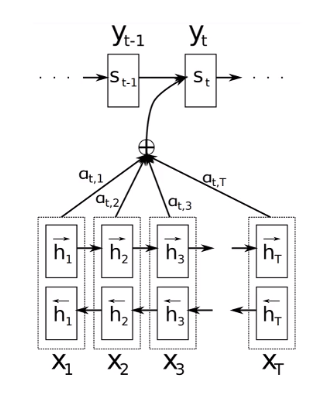 y_{t-1} y_t
. . . s_{t-1} s_t . . .
a_{t,1} a_{t,2} a_{t,3} a_{t,T}
\overrightarrow{h}_1 \overrightarrow{h}_2 \overrightarrow{h}_3 \overrightarrow{h}_T
\overleftarrow{h}_1 \overleftarrow{h}_2 \overleftarrow{h}_3 \overleftarrow{h}_T
x_1 x_2 x_3 x_T